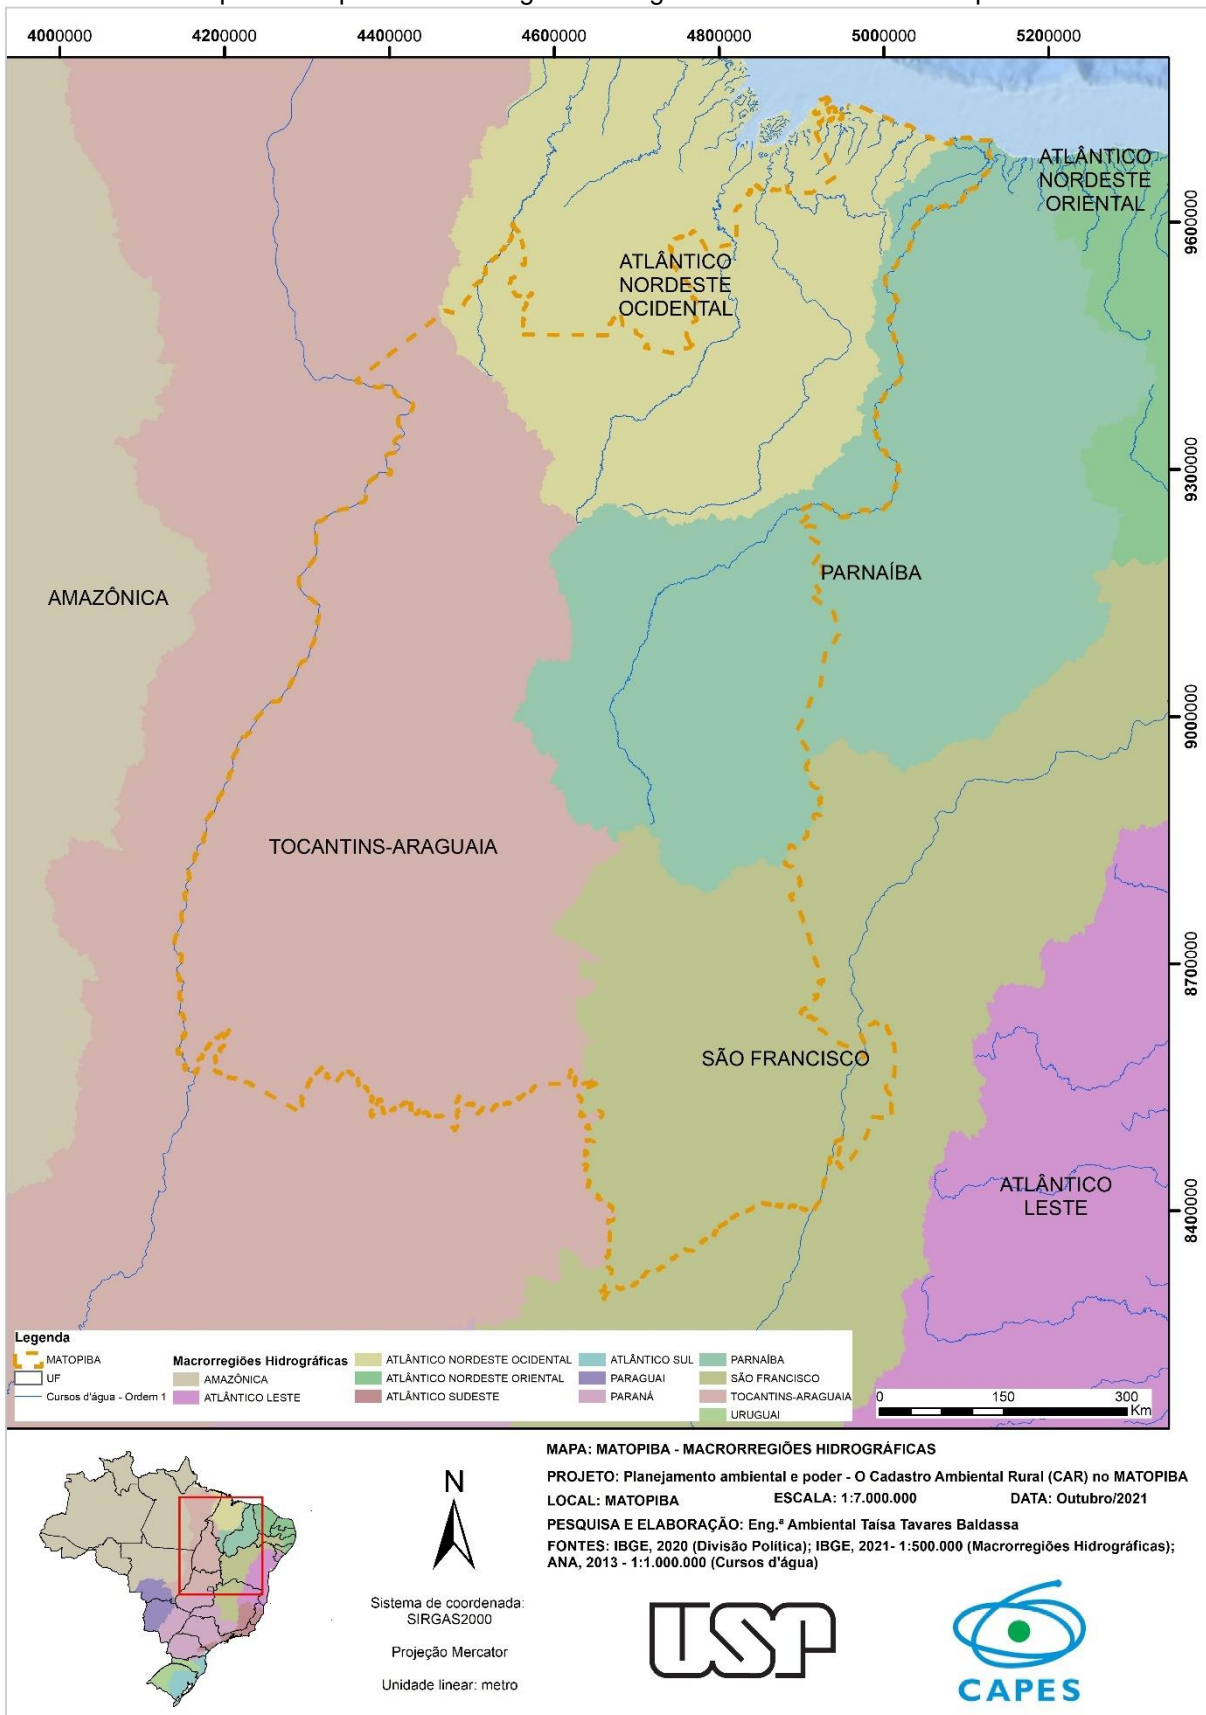 4000000 4200000 4400000 4600000 4800000 5000000 5200000
ATLÂNTICO
NORDESTE
ORIENTAL
9600000
ATLÂNTICO
NORDESTE
OCIDENTAL
9300000
PARNAÍBA
AMAZÔNICA
9000000
TOCANTINS-ARAGUAIA
8700000
SÃO FRANCISCO
ATLÂNTICO
LESTE
8400000
Legenda
MATOPIBA
UF
Cursos d'água - Ordem 1
Macrorregiões Hidrográficas
AMAZÔNICA
ATLÂNTICO LESTE
ATLÂNTICO NORDESTE OCIDENTAL
ATLÂNTICO NORDESTE ORIENTAL
ATLÂNTICO SUDESTE
ATLÂNTICO SUL
PARAGUAI
PARANÁ
PARNAÍBA
SÃO FRANCISCO
TOCANTINS-ARAGUAIA
URUGUAI
0 150 300
Km
MAPA: MATOPIBA - MACRORREGIÕES HIDROGRÁFICAS
PROJETO: Planejamento ambiental e poder - O Cadastro Ambiental Rural (CAR) no MATOPIBA
LOCAL: MATOPIBA ESCALA: 1:7.000.000 DATA: Outubro/2021
PESQUISA E ELABORAÇÃO: Eng.ª Ambiental Taísa Tavares Baldassa
FONTES: IBGE, 2020 (Divisão Política); IBGE, 2021- 1:500.000 (Macrorregiões Hidrográficas);
ANA, 2013 - 1:1.000.000 (Cursos d'água)
N
Sistema de coordenada:
SIRGAS2000
Projeção Mercator
Unidade linear: metro
USP
CAPES